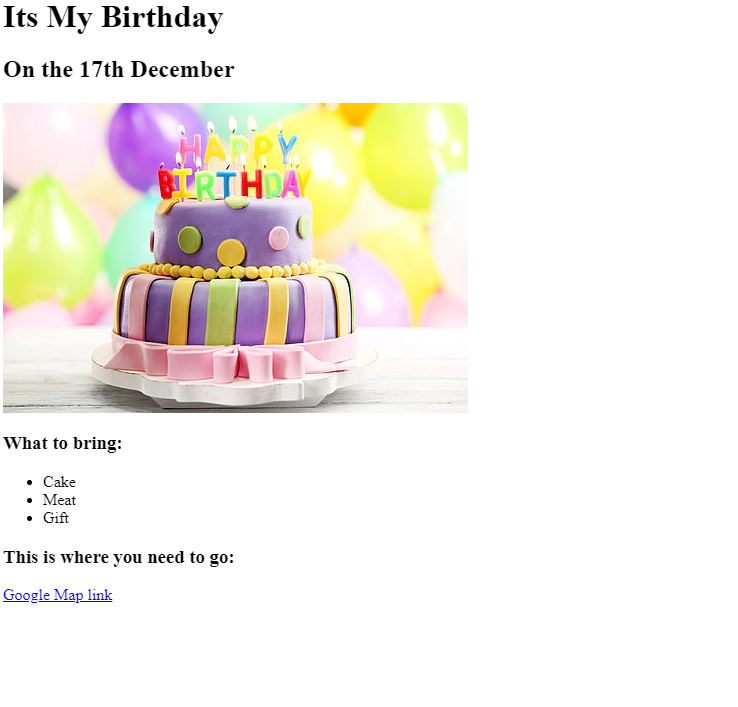 Its My Birthday
On the 17th December
HAPPY
BIRTHDAY
What to bring:
Cake
Meat
Gift
This is where you need to go:
Google Map link